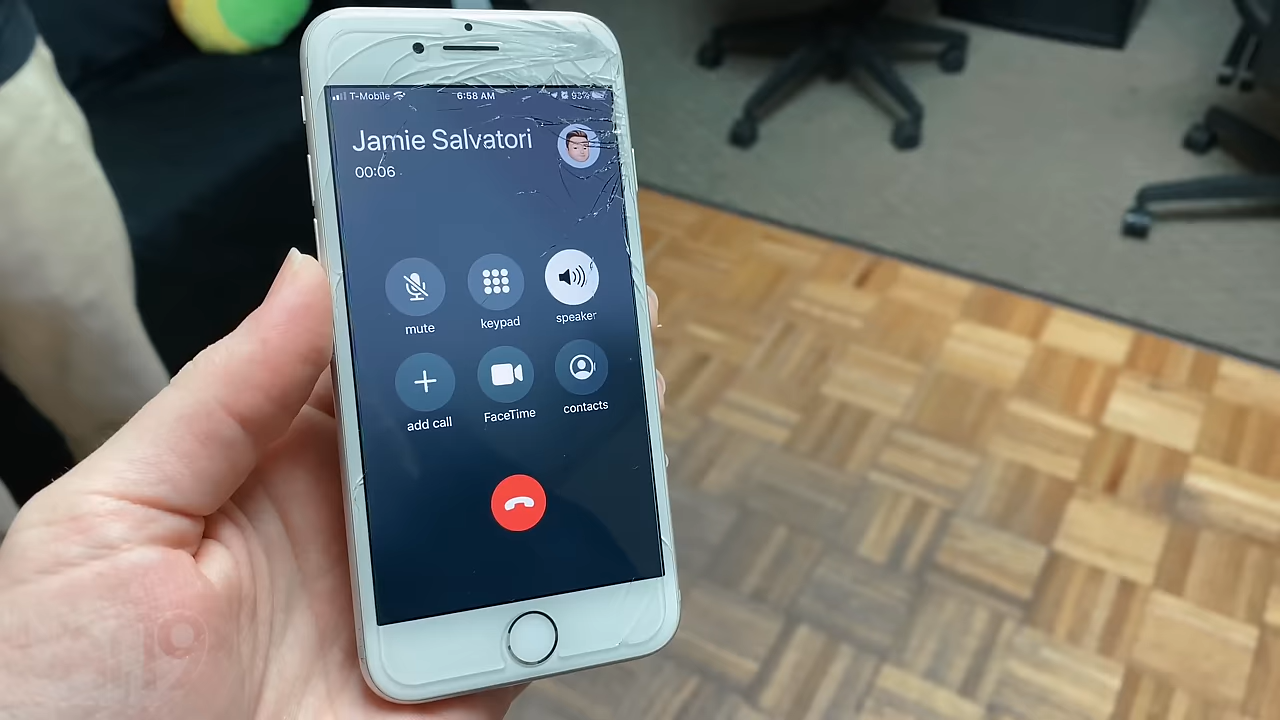 T-Mobile 6:58 AM 93%
Jamie Salvatori
00:06
mute keypad speaker
add call FaceTime contacts